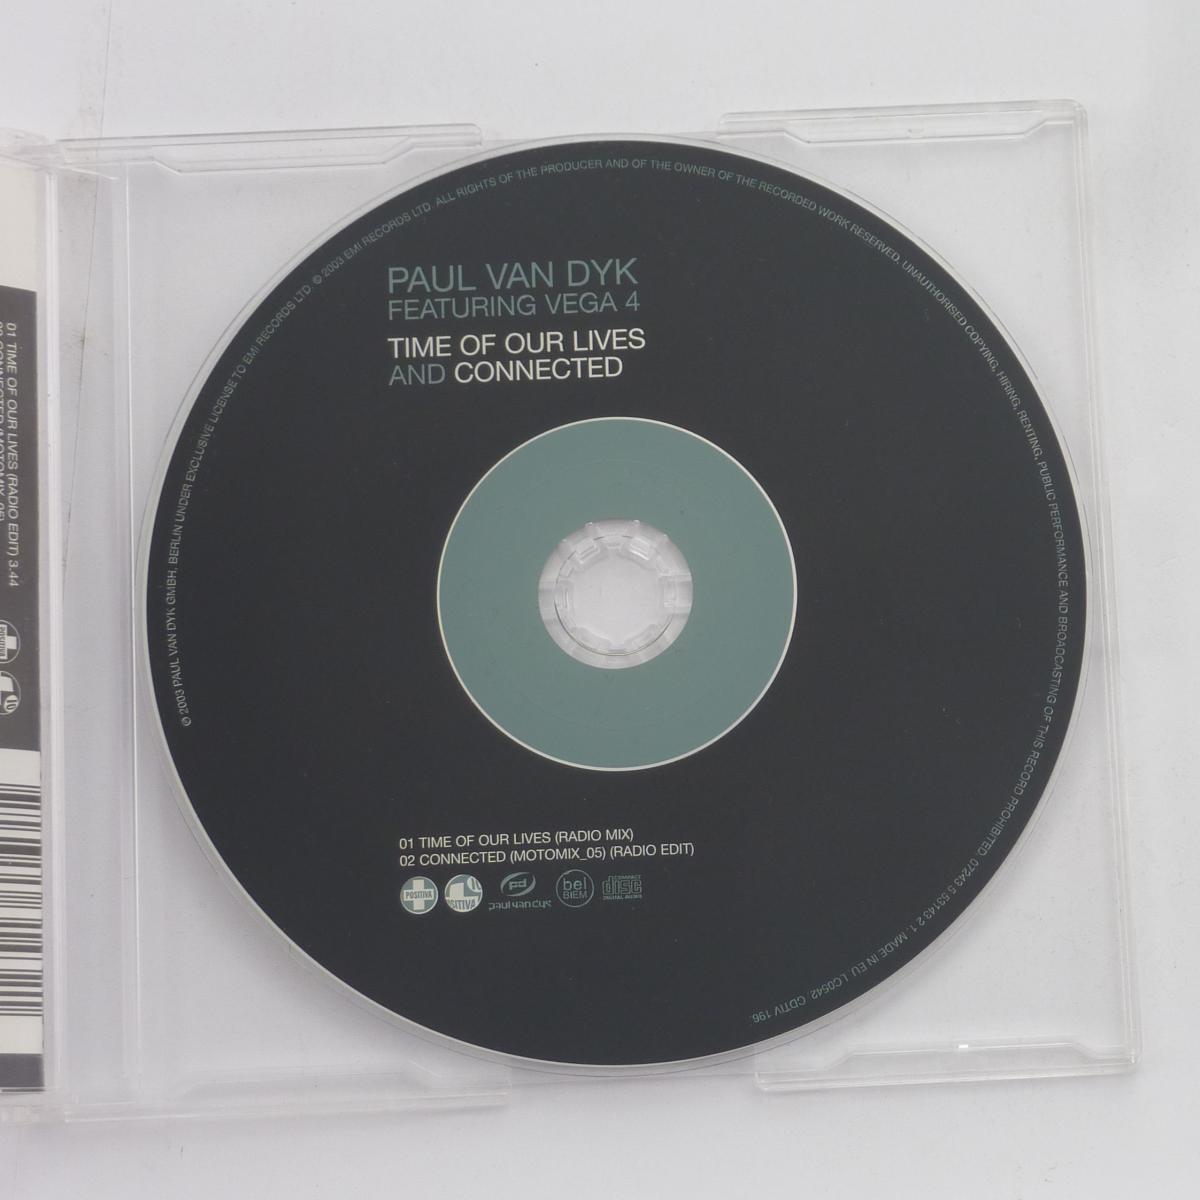 PAUL VAN DYK
FEATURING VEGA 4
TIME OF OUR LIVES
AND CONNECTED
01 TIME OF OUR LIVES (RADIO MIX)
02 CONNECTED (MOTOMIX_05) (RADIO EDIT)
POSITIVA
10
SITIVA
pd
paul van dyk
bel
BIEM
COMPACT
disc
DIGITAL AUDIO
℗ 2003 PAUL VAN DYK GMBH, BERLIN UNDER EXCLUSIVE LICENSE TO EMI RECORDS LTD. © 2003 EMI RECORDS LTD. ALL RIGHTS OF THE PRODUCER AND OF THE OWNER OF THE RECORDED WORK RESERVED. UNAUTHORISED COPYING, HIRING, RENTING, PUBLIC PERFORMANCE AND BROADCASTING OF THIS RECORD PROHIBITED. 07243 5 53143 2 1. MADE IN EU. LC0542. CDTIV 196.
01 TIME OF OUR LIVES (RADIO EDIT) 3.44
POSITIVA
10